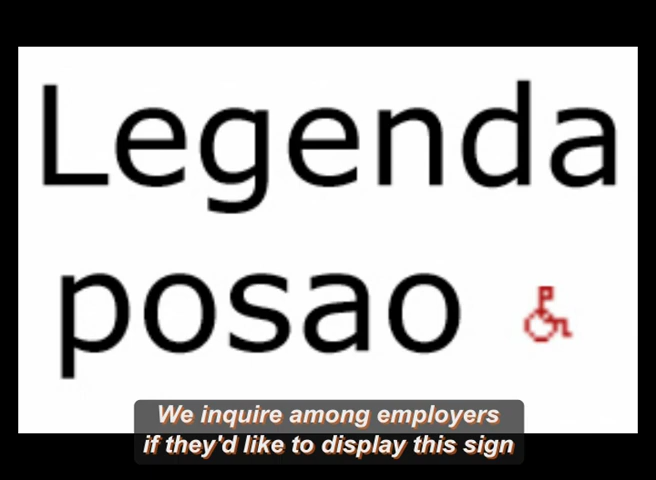 Legenda
posao
We inquire among employers
if they'd like to display this sign